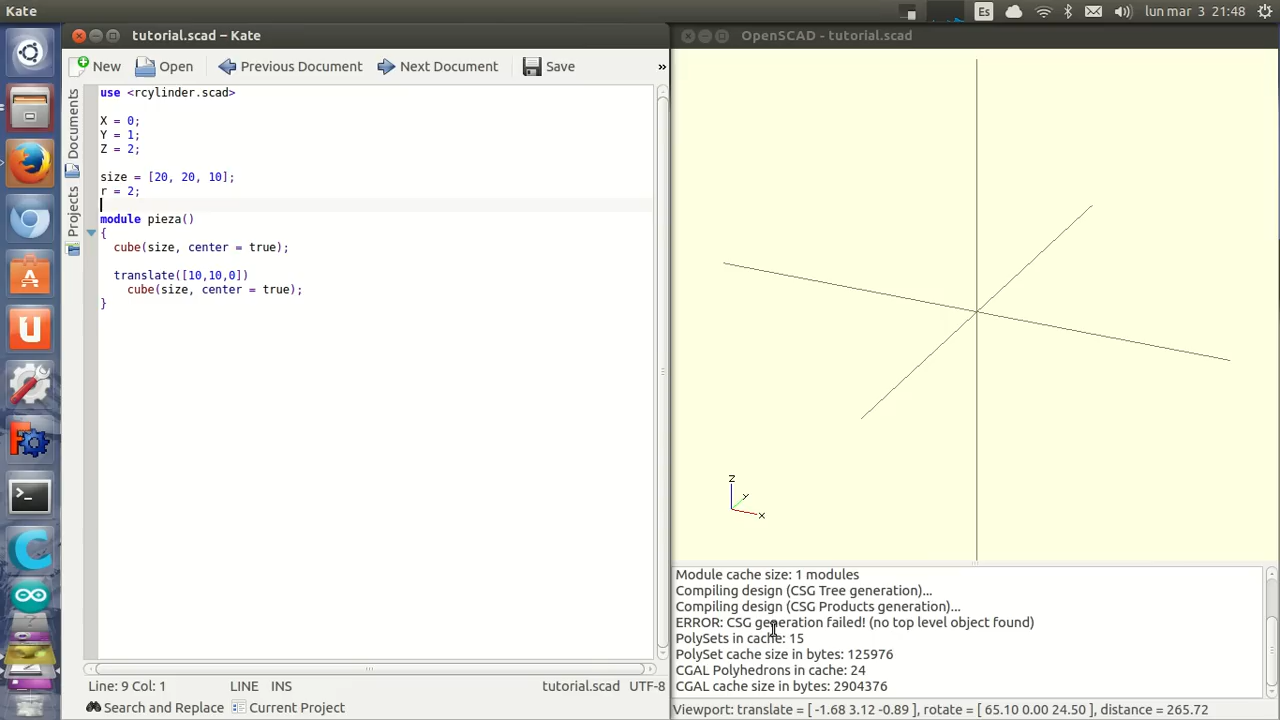 Kate
Es
lun mar 3 21:48
tutorial.scad – Kate
New
Open
Previous Document
Next Document
Save
»
Documents
Projects
use <rcylinder.scad>
X = 0;
Y = 1;
Z = 2;
size = [20, 20, 10];
r = 2;
module pieza()
{
cube(size, center = true);
translate([10,10,0])
cube(size, center = true);
}
Line: 9 Col: 1
LINE
INS
tutorial.scad
UTF-8
Search and Replace
Current Project
OpenSCAD - tutorial.scad
Z
Y
X
Module cache size: 1 modules
Compiling design (CSG Tree generation)...
Compiling design (CSG Products generation)...
ERROR: CSG generation failed! (no top level object found)
PolySets in cache: 15
PolySet cache size in bytes: 125976
CGAL Polyhedrons in cache: 24
CGAL cache size in bytes: 2904376
Viewport: translate = [ -1.68 3.12 -0.89 ], rotate = [ 65.10 0.00 24.50 ], distance = 265.72